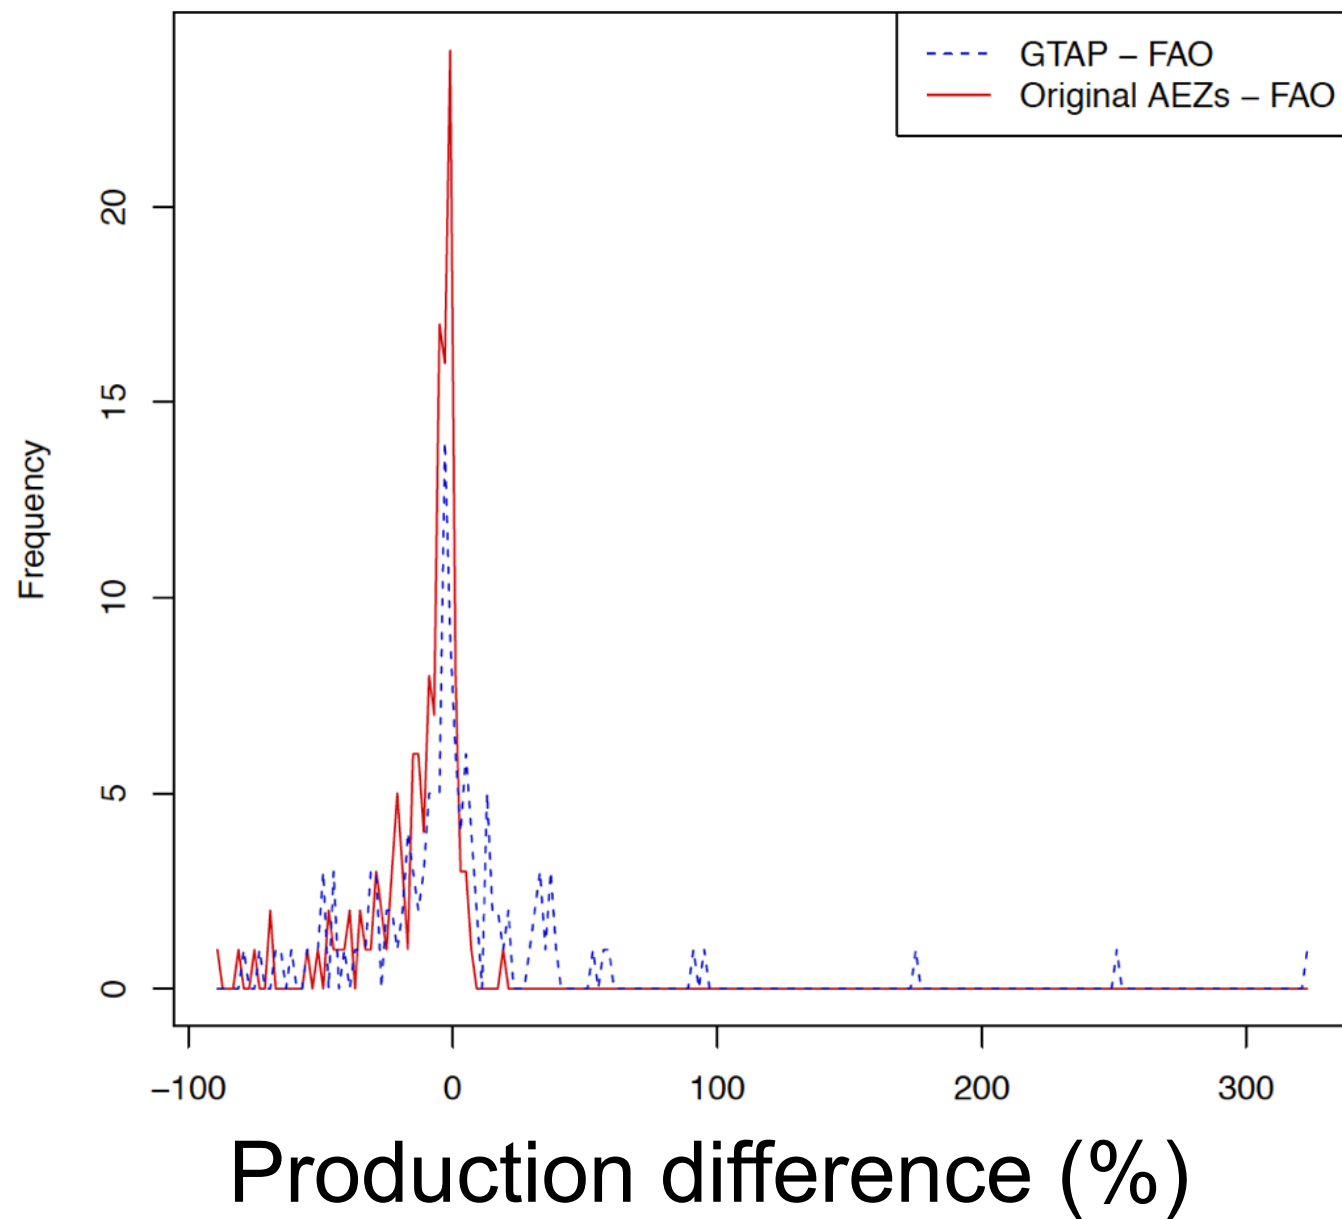 GTAP – FAO
Original AEZs – FAO
20
15
10
5
0
Frequency
−100 0 100 200 300
Production difference (%)